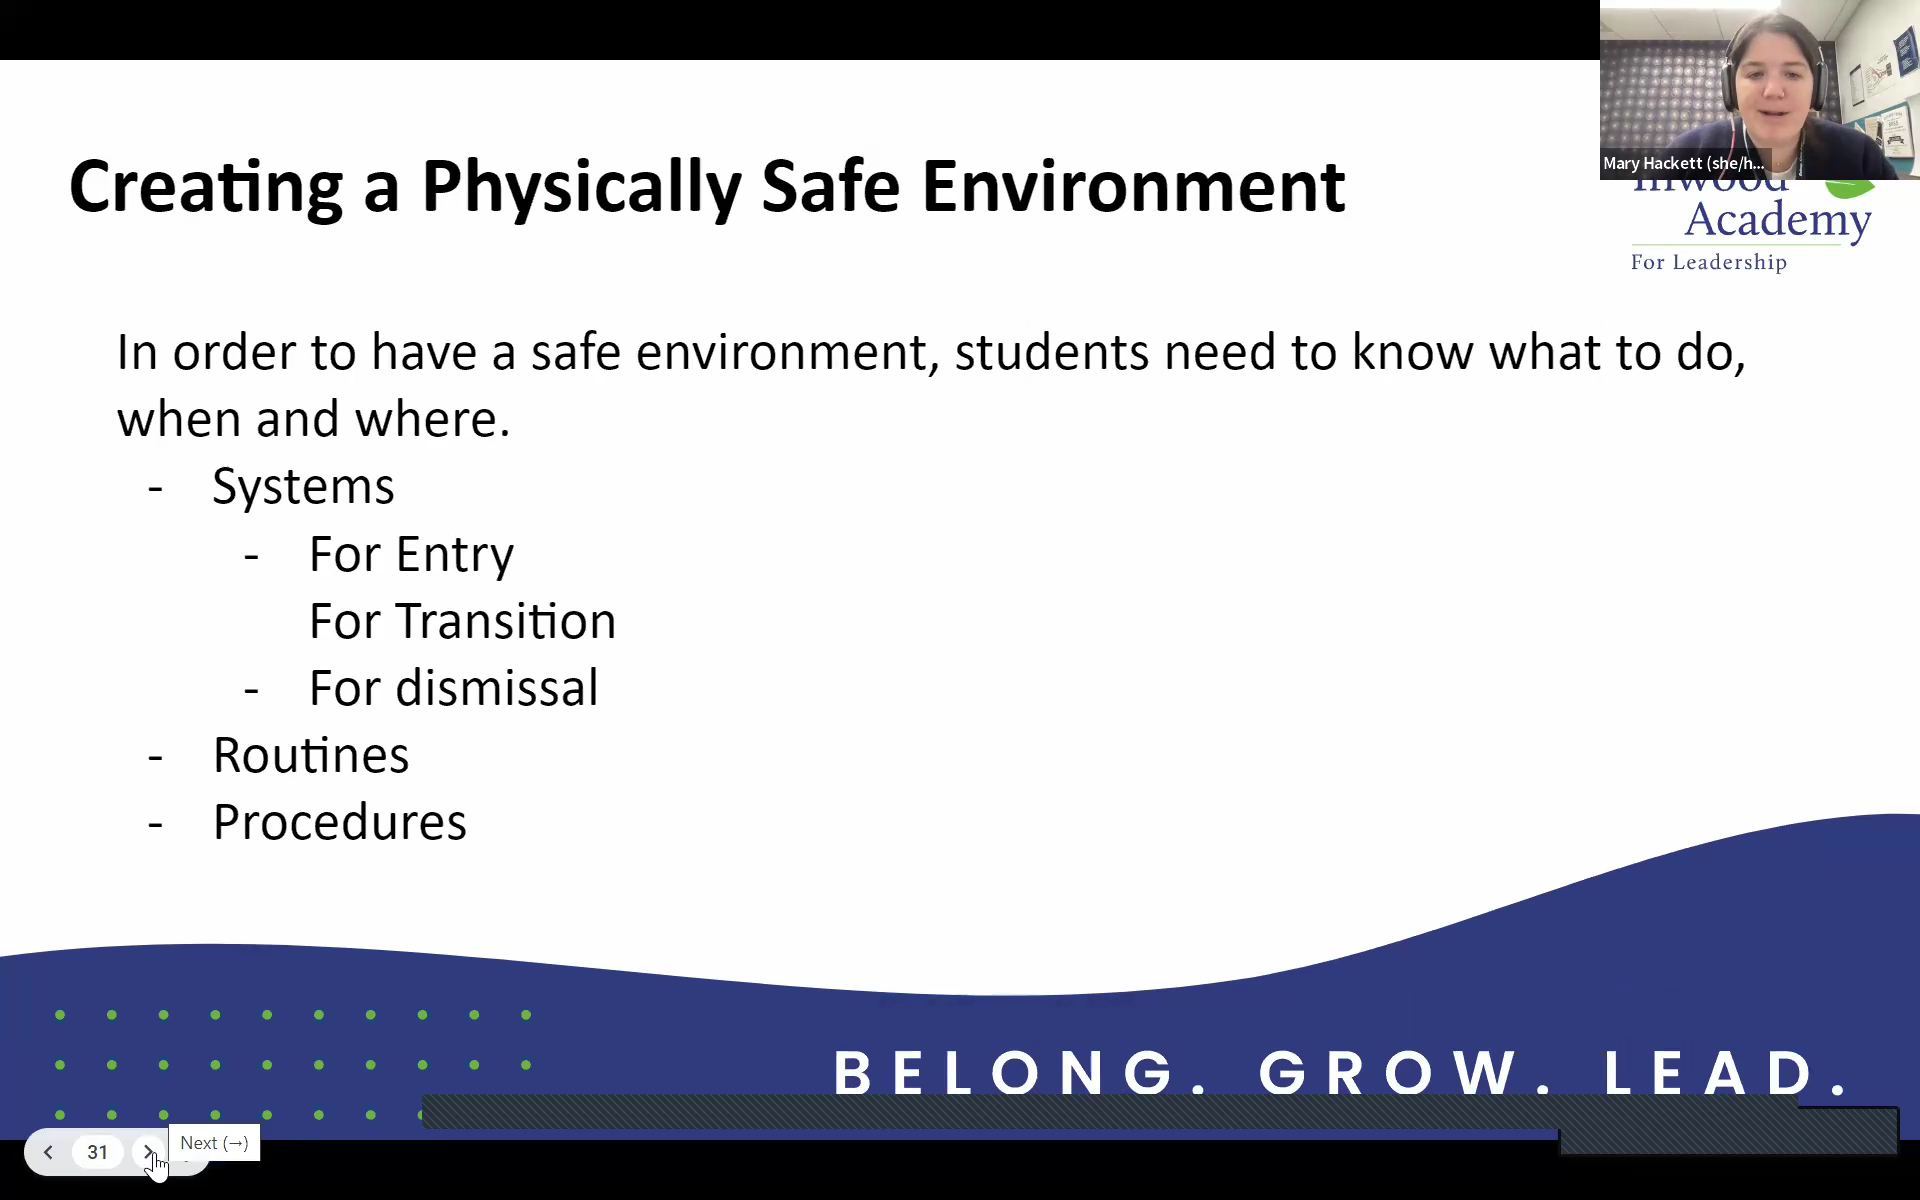 Creating a Physically Safe Environment
Mary Hackett (she/h...
Inwood
Academy
For Leadership
In order to have a safe environment, students need to know what to do,
when and where.
- Systems
- For Entry
For Transition
- For dismissal
- Routines
- Procedures
BELONG. GROW. LEAD.
31
Next (→)